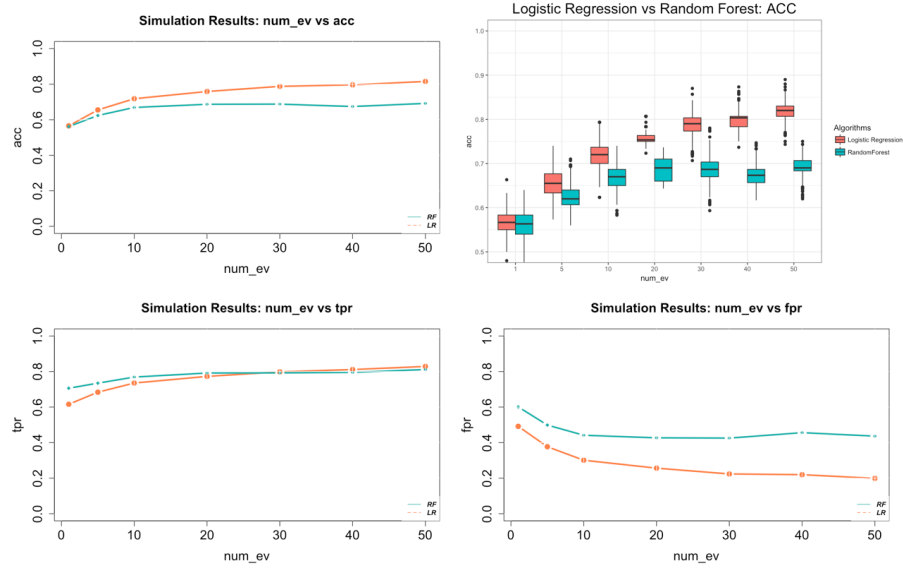 Simulation Results: num_ev vs acc
acc
0.0 0.2 0.4 0.6 0.8 1.0
RF
LR
0 10 20 30 40 50
num_ev
Logistic Regression vs Random Forest: ACC
acc
1.0
0.9
0.8
0.7
0.6
0.5
Algorithms
Logistic Regression
RandomForest
1 5 10 20 30 40 50
num_ev
Simulation Results: num_ev vs tpr
tpr
0.0 0.2 0.4 0.6 0.8 1.0
RF
LR
0 10 20 30 40 50
num_ev
Simulation Results: num_ev vs fpr
fpr
0.0 0.2 0.4 0.6 0.8 1.0
RF
LR
0 10 20 30 40 50
num_ev